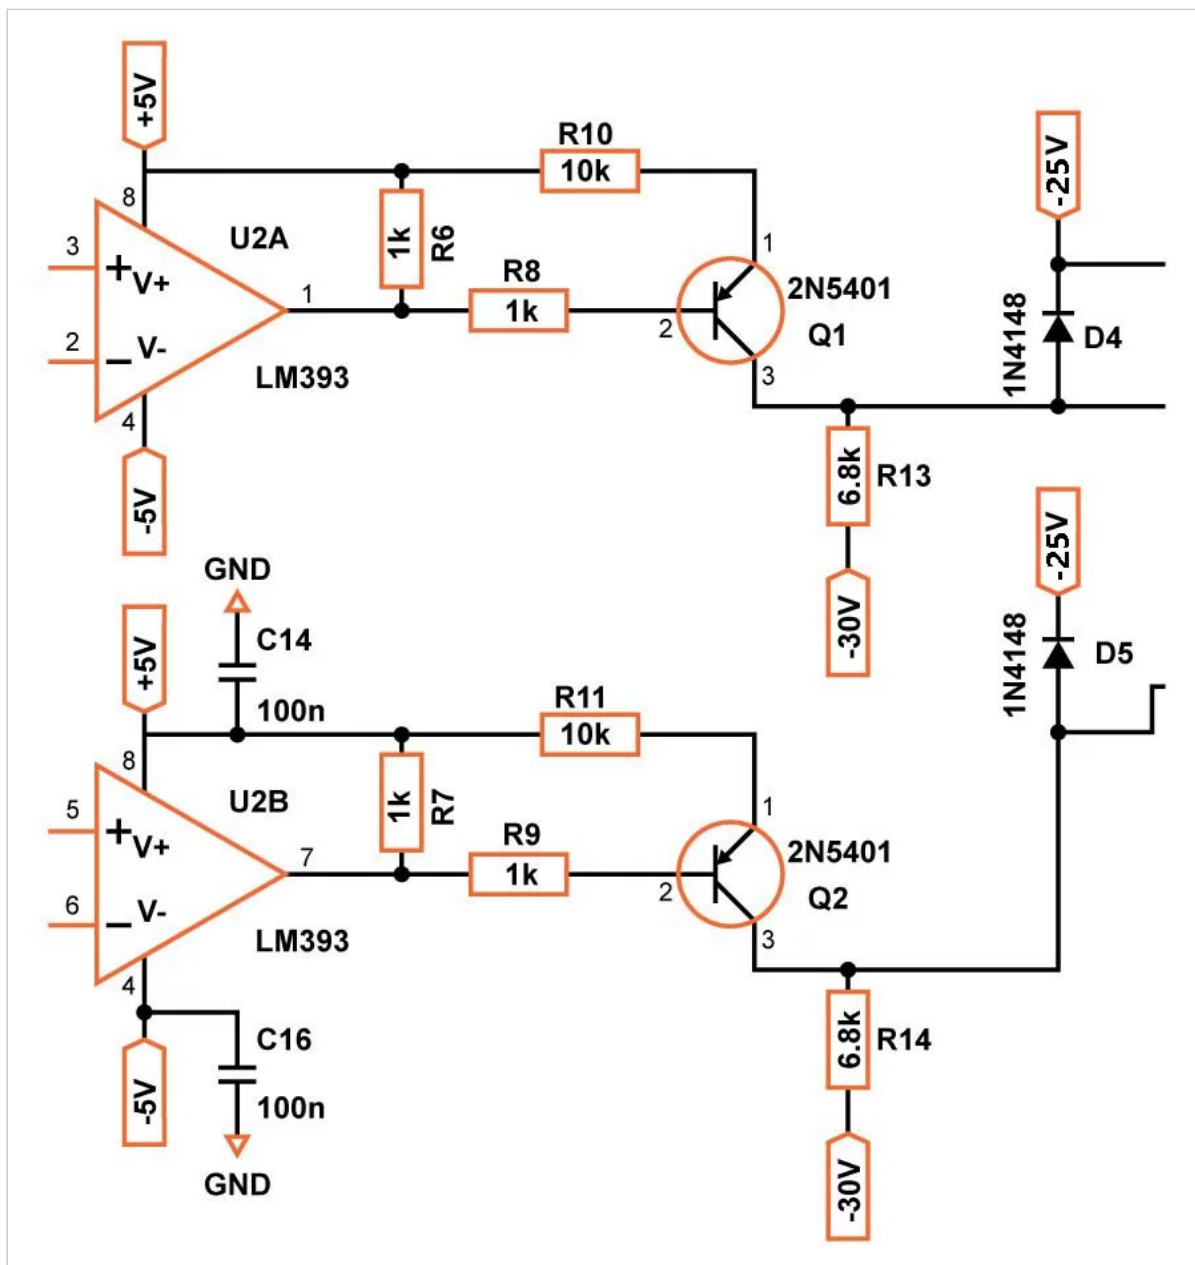 +5V
R10
10k
-25V
8
U2A
1k
R6
3
+
V+
1
R8
1k
1
2N5401
Q1
2
2
−
V-
LM393
3
1N4148
D4
4
-5V
6.8k
R13
-30V
GND
C14
100n
+5V
R11
10k
-25V
1N4148
D5
8
U2B
1k
R7
5
+
V+
7
R9
1k
1
2N5401
Q2
2
6
−
V-
LM393
3
4
C16
100n
-5V
GND
6.8k
R14
-30V